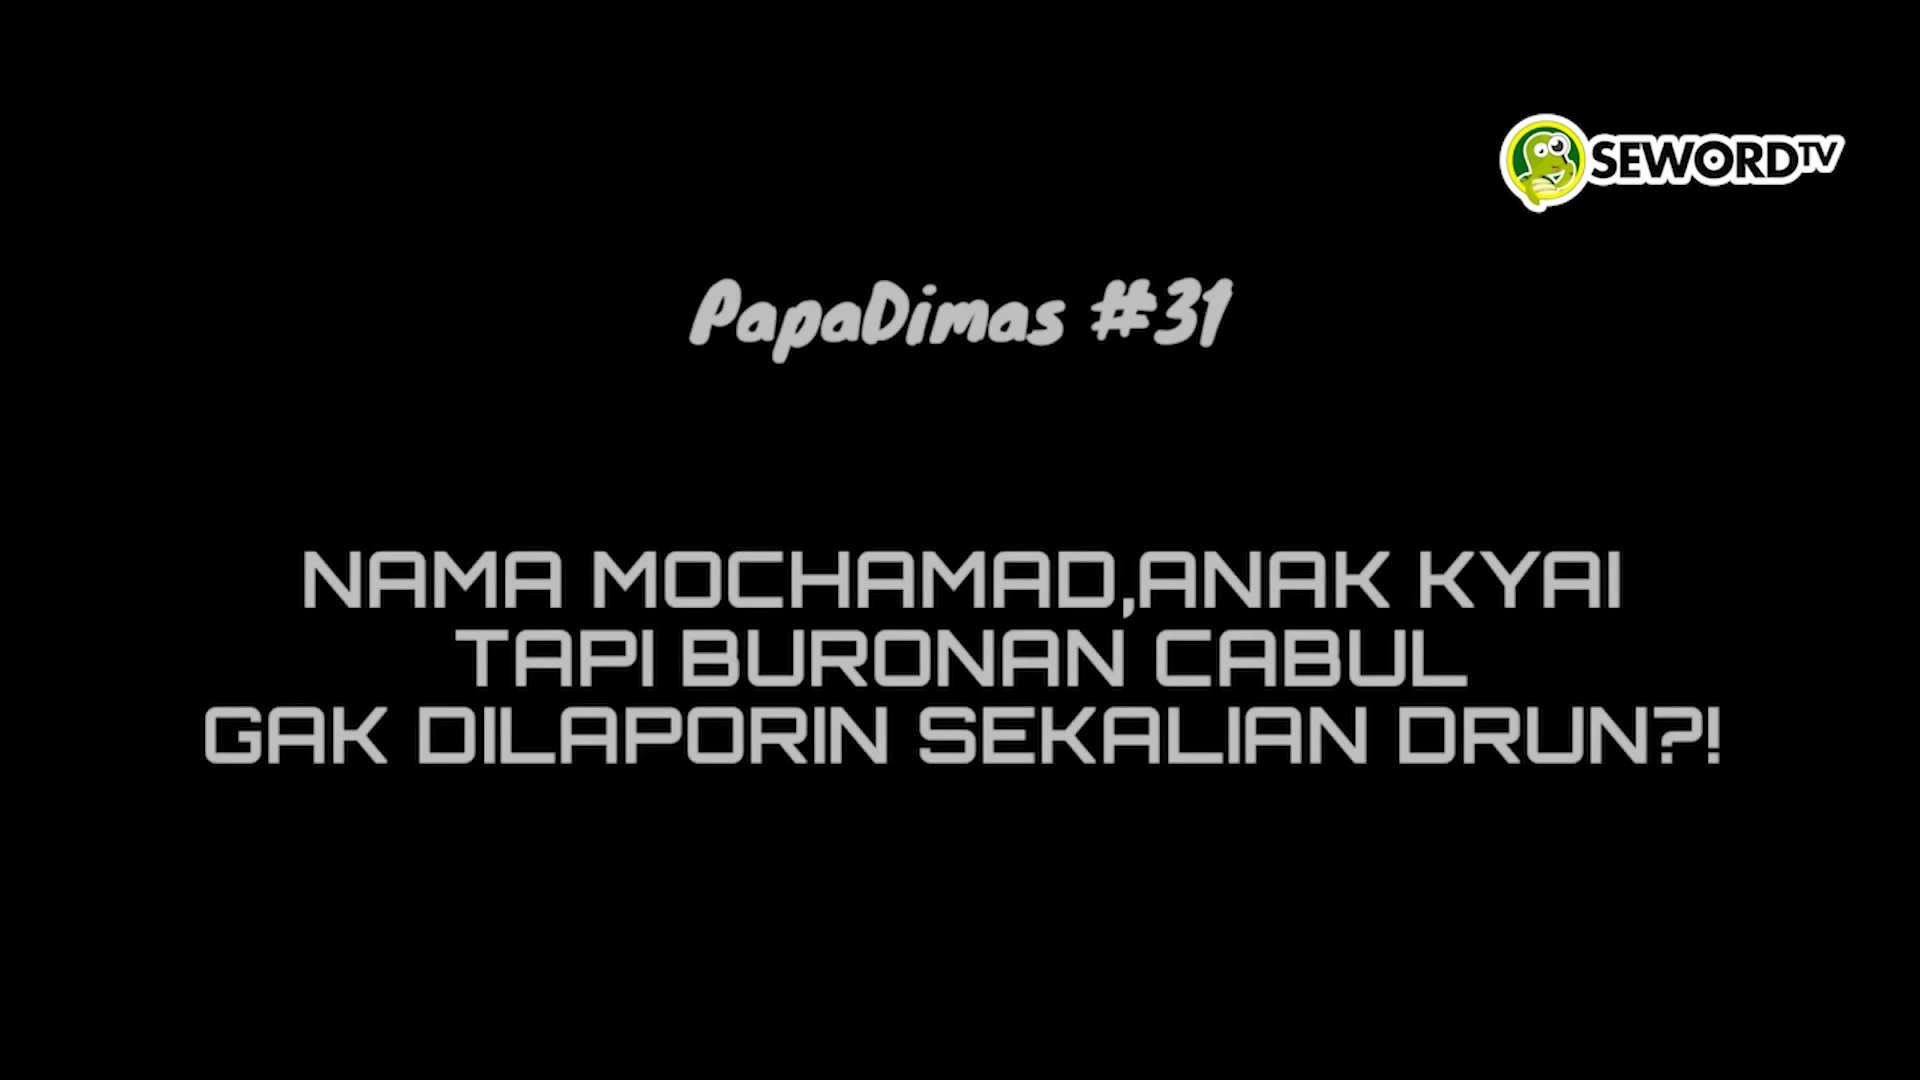 SEWORDTV
PapaDimas #31
NAMA MOCHAMAD,ANAK KYAI
TAPI BURONAN CABUL
GAK DILAPORIN SEKALIAN DRUN?!